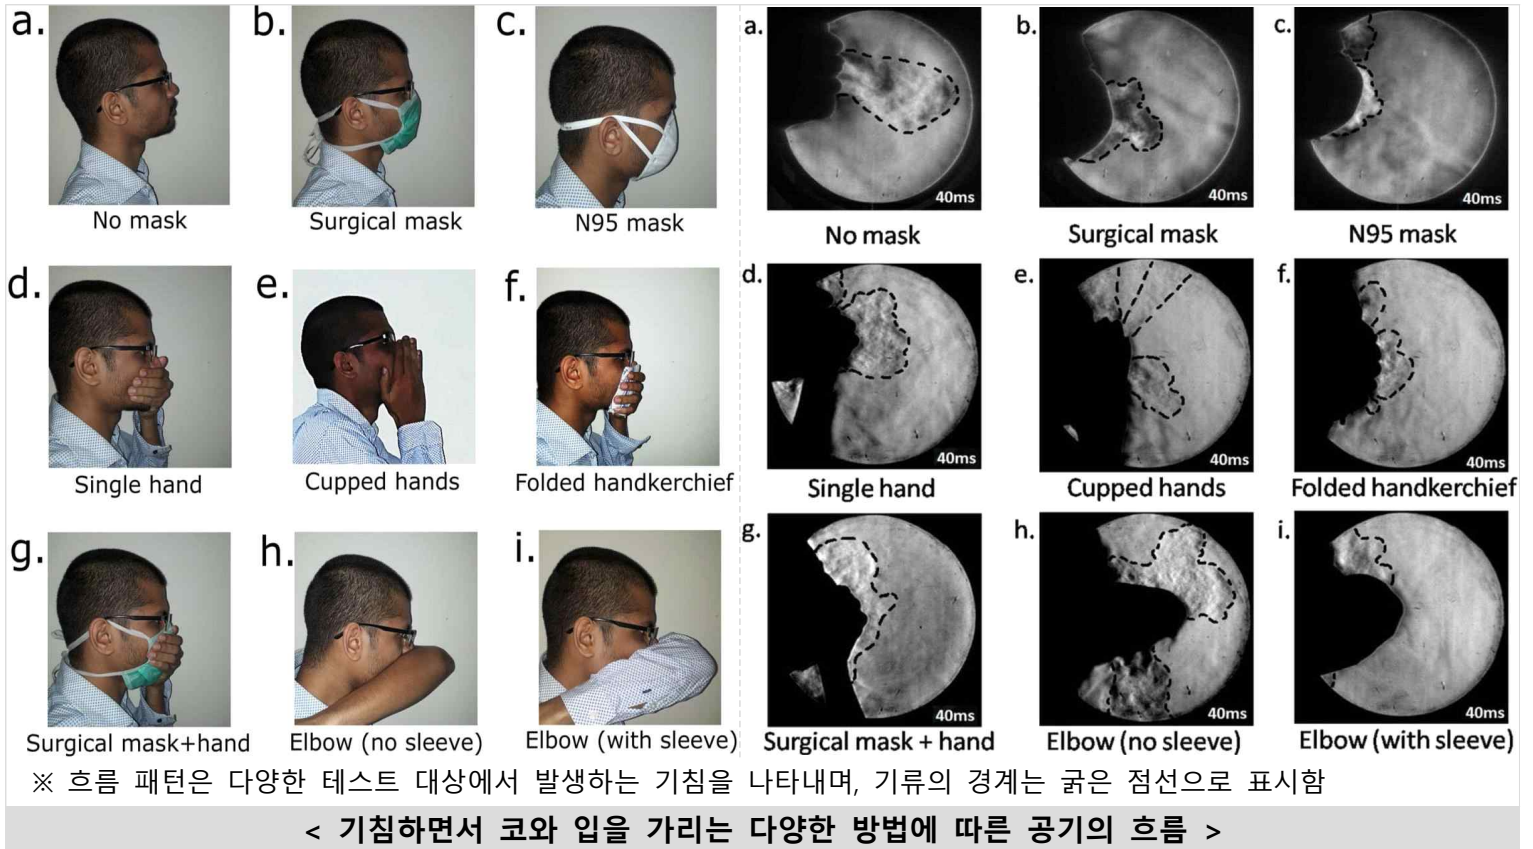 a. b. c. a. b. c.
40ms 40ms 40ms
No mask Surgical mask N95 mask No mask Surgical mask N95 mask
d. e. f. d. e. f.
40ms 40ms 40ms
Single hand Cupped hands Folded handkerchief Single hand Cupped hands Folded handkerchief
g. h. i. g. h. i.
40ms 40ms 40ms
Surgical mask+hand Elbow (no sleeve) Elbow (with sleeve) Surgical mask + hand Elbow (no sleeve) Elbow (with sleeve)
※ 흐름 패턴은 다양한 테스트 대상에서 발생하는 기침을 나타내며, 기류의 경계는 굵은 점선으로 표시함
< 기침하면서 코와 입을 가리는 다양한 방법에 따른 공기의 흐름 >